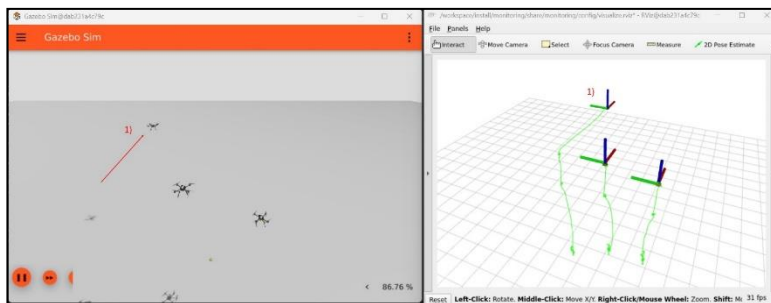 Gazebo Sim@dab231a4c79c
Gazebo Sim
1)
86.76 %
/workspace/install/monitoring/share/monitoring/config/visualizer.rviz* - RViz@dab231a4c79c
File Panels Help
Interact Move Camera Select Focus Camera Measure 2D Pose Estimate
1)
Reset Left-Click: Rotate. Middle-Click: Move X/Y. Right-Click/Mouse Wheel: Zoom. Shift: 31 fps